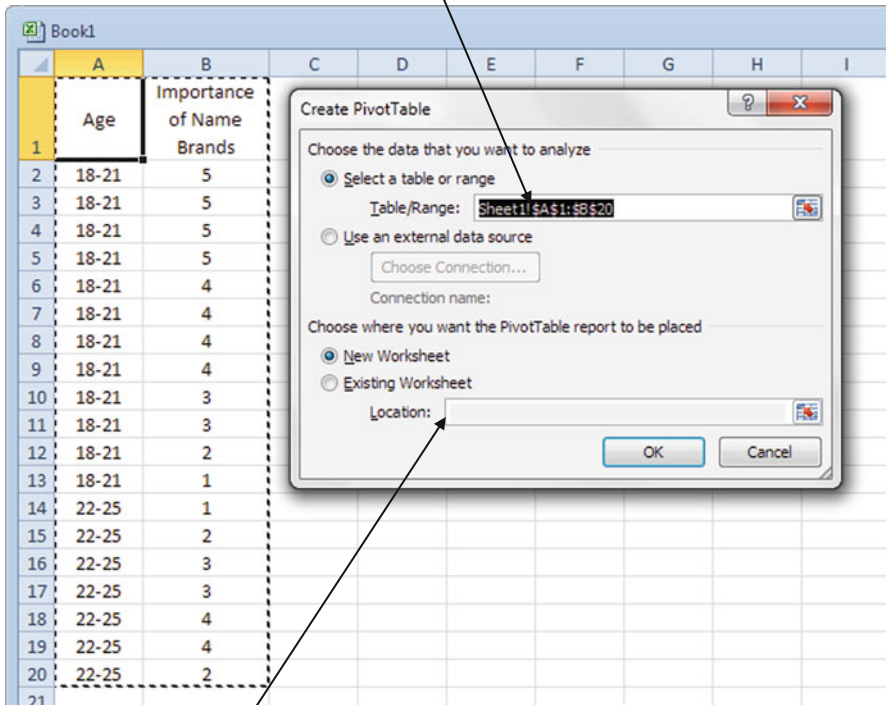 Book1
A B C D E F G H I
1 Age Importance of Name Brands
2 18-21 5
3 18-21 5
4 18-21 5
5 18-21 5
6 18-21 4
7 18-21 4
8 18-21 4
9 18-21 4
10 18-21 3
11 18-21 3
12 18-21 2
13 18-21 1
14 22-25 1
15 22-25 2
16 22-25 3
17 22-25 3
18 22-25 4
19 22-25 4
20 22-25 2
21
Create PivotTable
Choose the data that you want to analyze
Select a table or range
Table/Range: Sheet1!$A$1:$B$20
Use an external data source
Choose Connection...
Connection name:
Choose where you want the PivotTable report to be placed
New Worksheet
Existing Worksheet
Location:
OK Cancel